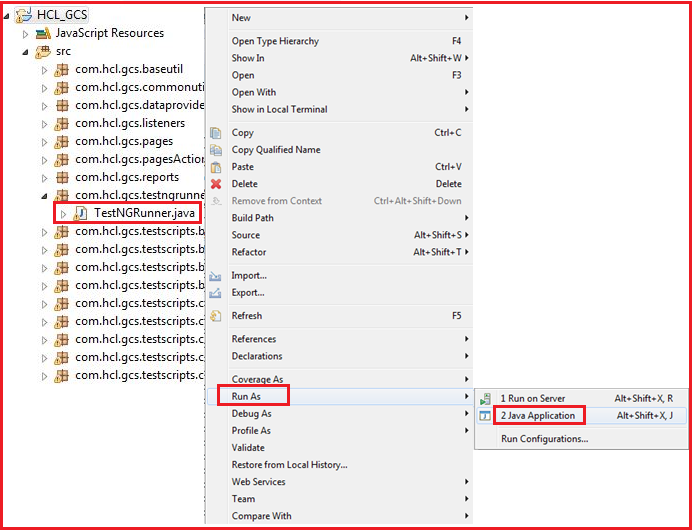 HCL_GCS
JavaScript Resources
src
com.hcl.gcs.baseutil
com.hcl.gcs.commonutil
com.hcl.gcs.dataprovide
com.hcl.gcs.listeners
com.hcl.gcs.pages
com.hcl.gcs.pagesAction
com.hcl.gcs.reports
com.hcl.gcs.testngrunne
TestNGRunner.java
com.hcl.gcs.testscripts.b
com.hcl.gcs.testscripts.b
com.hcl.gcs.testscripts.b
com.hcl.gcs.testscripts.b
com.hcl.gcs.testscripts.c
com.hcl.gcs.testscripts.c
com.hcl.gcs.testscripts.c
com.hcl.gcs.testscripts.c
com.hcl.gcs.testscripts.c
New
Open Type Hierarchy F4
Show In Alt+Shift+W
Open F3
Open With
Show in Local Terminal
Copy Ctrl+C
Copy Qualified Name
Paste Ctrl+V
Delete Delete
Remove from Context Ctrl+Alt+Shift+Down
Build Path
Source Alt+Shift+S
Refactor Alt+Shift+T
Import...
Export...
Refresh F5
References
Declarations
Coverage As
Run As
Debug As
Profile As
Validate
Restore from Local History...
Web Services
Team
Compare With
1 Run on Server Alt+Shift+X, R
2 Java Application Alt+Shift+X, J
Run Configurations...